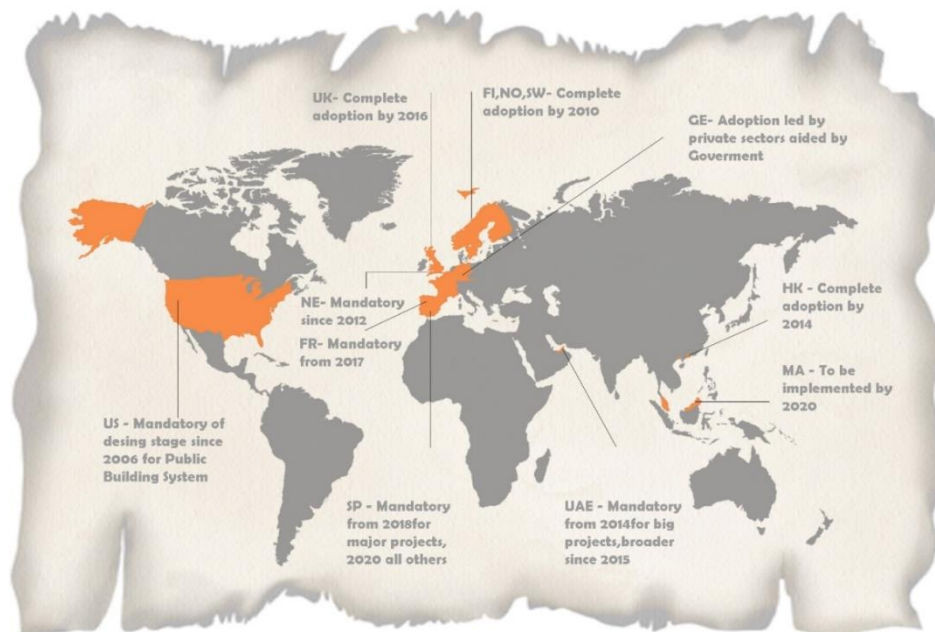 UK- Complete
adoption by 2016
FI,NO,SW- Complete
adoption by 2010
GE- Adoption led by
private sectors aided by
Goverment
HK - Complete
adoption by
2014
NE- Mandatory
since 2012
FR- Mandatory
from 2017
MA - To be
implemented by
2020
US - Mandatory of
desing stage since
2006 for Public
Building System
SP - Mandatory
from 2018for
major projects,
2020 all others
UAE - Mandatory
from 2014for big
projects,broader
since 2015